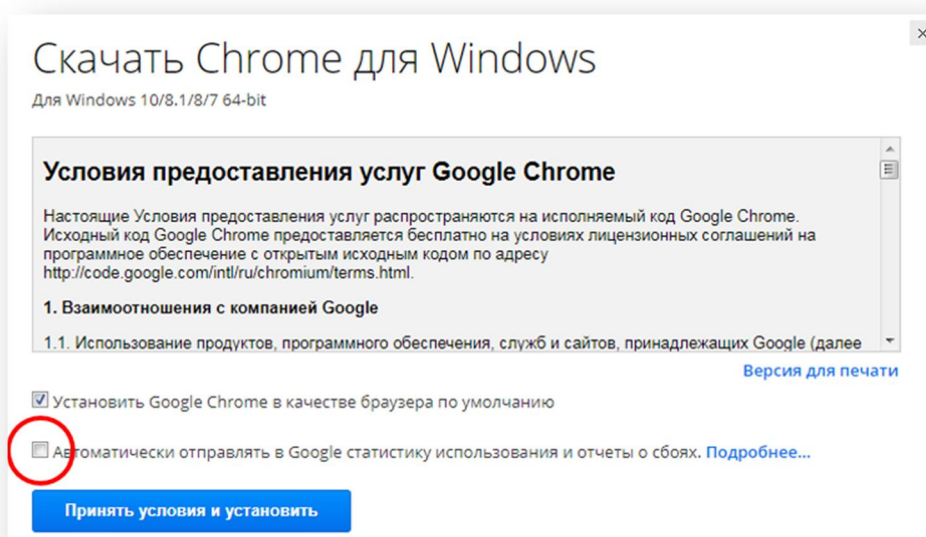 Скачать Chrome для Windows
Для Windows 10/8.1/8/7 64-bit
Условия предоставления услуг Google Chrome
Настоящие Условия предоставления услуг распространяются на исполняемый код Google Chrome.
Исходный код Google Chrome предоставляется бесплатно на условиях лицензионных соглашений на
программное обеспечение с открытым исходным кодом по адресу
http://code.google.com/intl/ru/chromium/terms.html.
1. Взаимоотношения с компанией Google
1.1. Использование продуктов, программного обеспечения, служб и сайтов, принадлежащих Google (далее
Версия для печати
Установить Google Chrome в качестве браузера по умолчанию
Автоматически отправлять в Google статистику использования и отчеты о сбоях. Подробнее...
Принять условия и установить